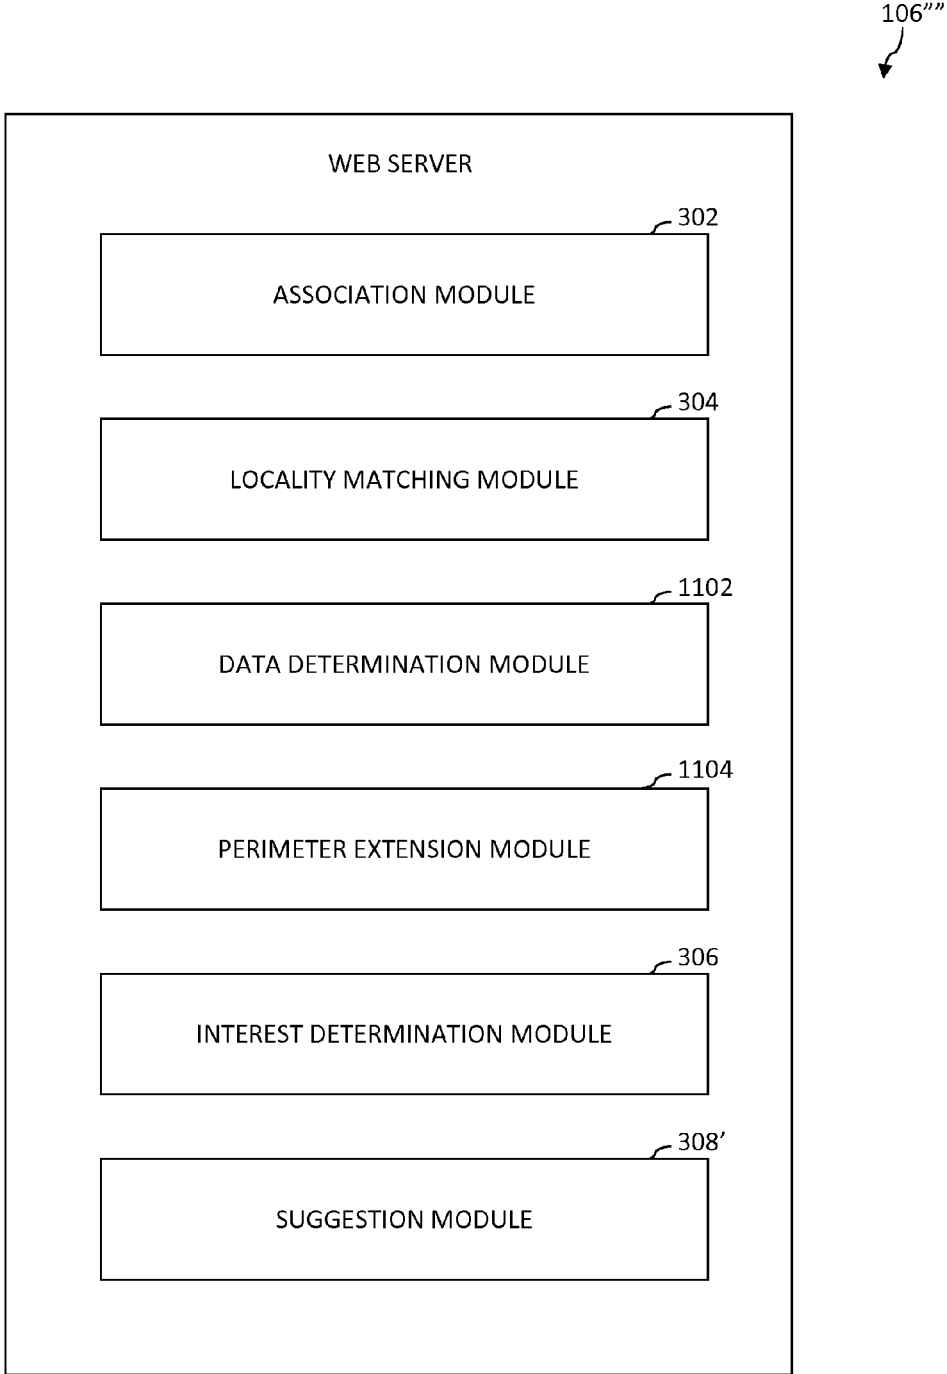 106””
WEB SERVER
302
ASSOCIATION MODULE
304
LOCALITY MATCHING MODULE
1102
DATA DETERMINATION MODULE
1104
PERIMETER EXTENSION MODULE
306
INTEREST DETERMINATION MODULE
308’
SUGGESTION MODULE